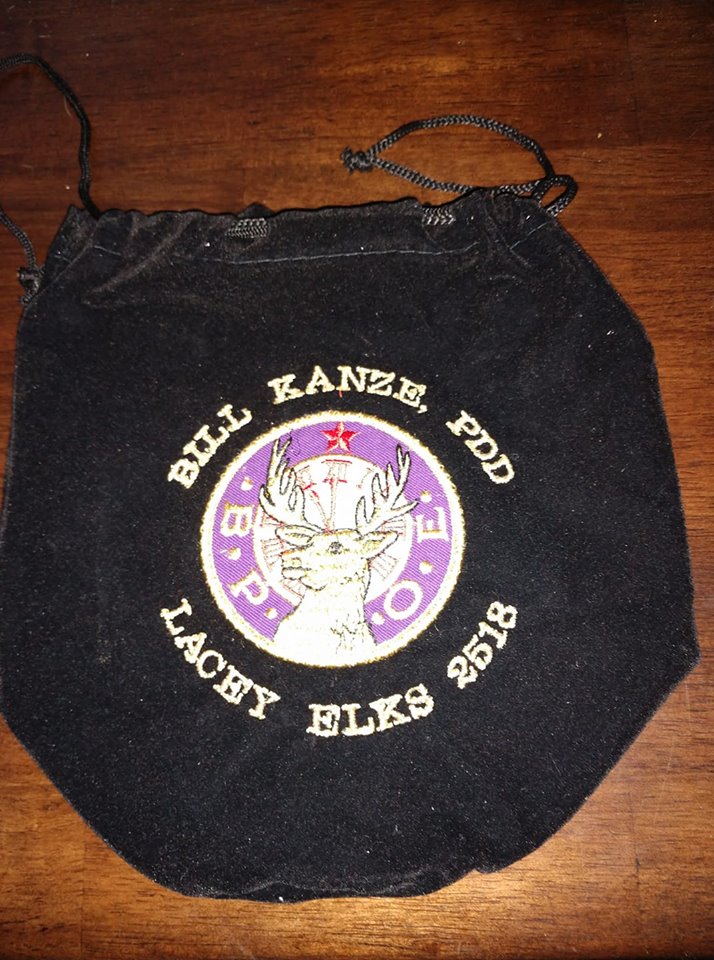 BILL KANZE, PDD
B·P·O·E
LACEY ELKS 2518